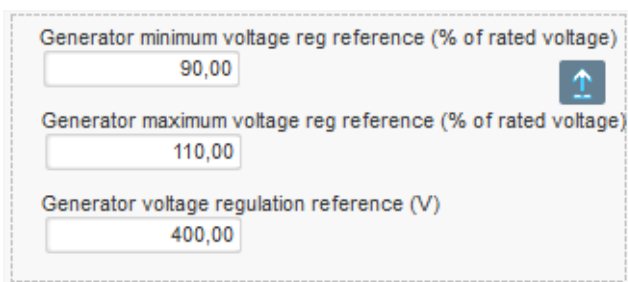 Generator minimum voltage reg reference (% of rated voltage)
90,00
Generator maximum voltage reg reference (% of rated voltage)
110,00
Generator voltage regulation reference (V)
400,00